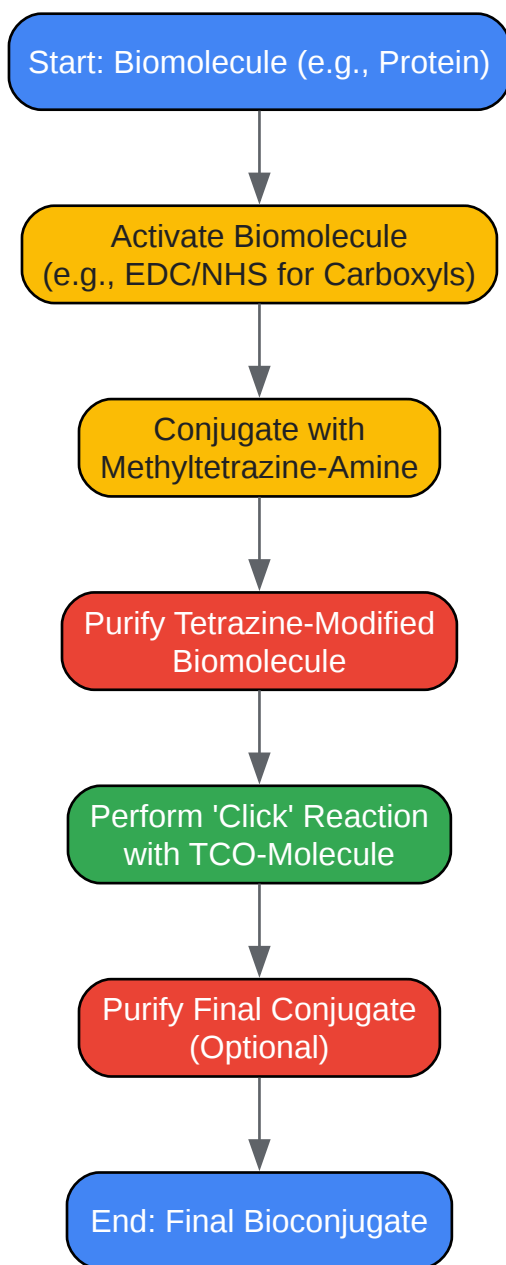 Start: Biomolecule (e.g., Protein)
Activate Biomolecule
(e.g., EDC/NHS for Carboxyls)
Conjugate with
Methyltetrazine-Amine
Purify Tetrazine-Modified
Biomolecule
Perform 'Click' Reaction
with TCO-Molecule
Purify Final Conjugate
(Optional)
End: Final Bioconjugate